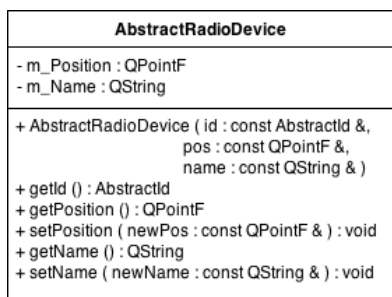 AbstractRadioDevice
- m_Position : QPointF
- m_Name : QString
+ AbstractRadioDevice ( id : const AbstractId &,
pos : const QPointF &,
name : const QString & )
+ getId () : AbstractId
+ getPosition () : QPointF
+ setPosition ( newPos : const QPointF & ) : void
+ getName () : QString
+ setName ( newName : const QString & ) : void